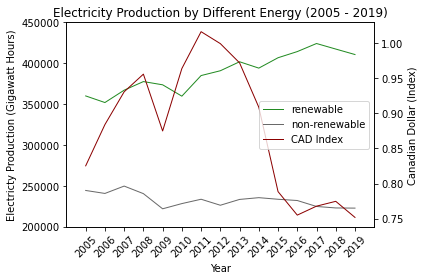 Electricity Production by Different Energy (2005 - 2019)
Electricty Production (Gigawatt Hours)
450000
400000
350000
300000
250000
200000
1.00
0.95
0.90
0.85
0.80
0.75
Canadian Dollar (Index)
renewable
non-renewable
CAD Index
2005 2006 2007 2008 2009 2010 2011 2012 2013 2014 2015 2016 2017 2018 2019
Year